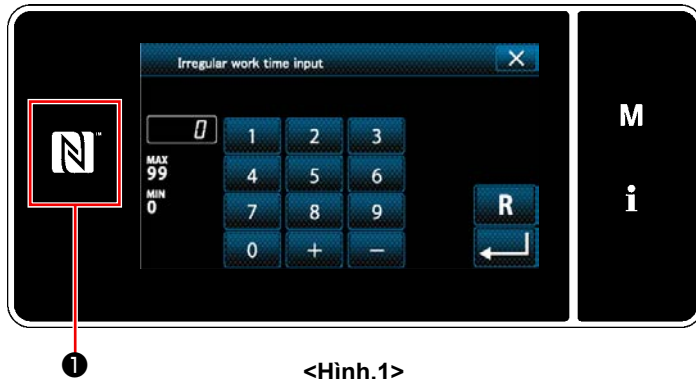 Irregular work time input
M
0
1 2 3
MAX
99
4 5 6
MIN
0
7 8 9
R
i
0 + −
❶
<Hình.1>